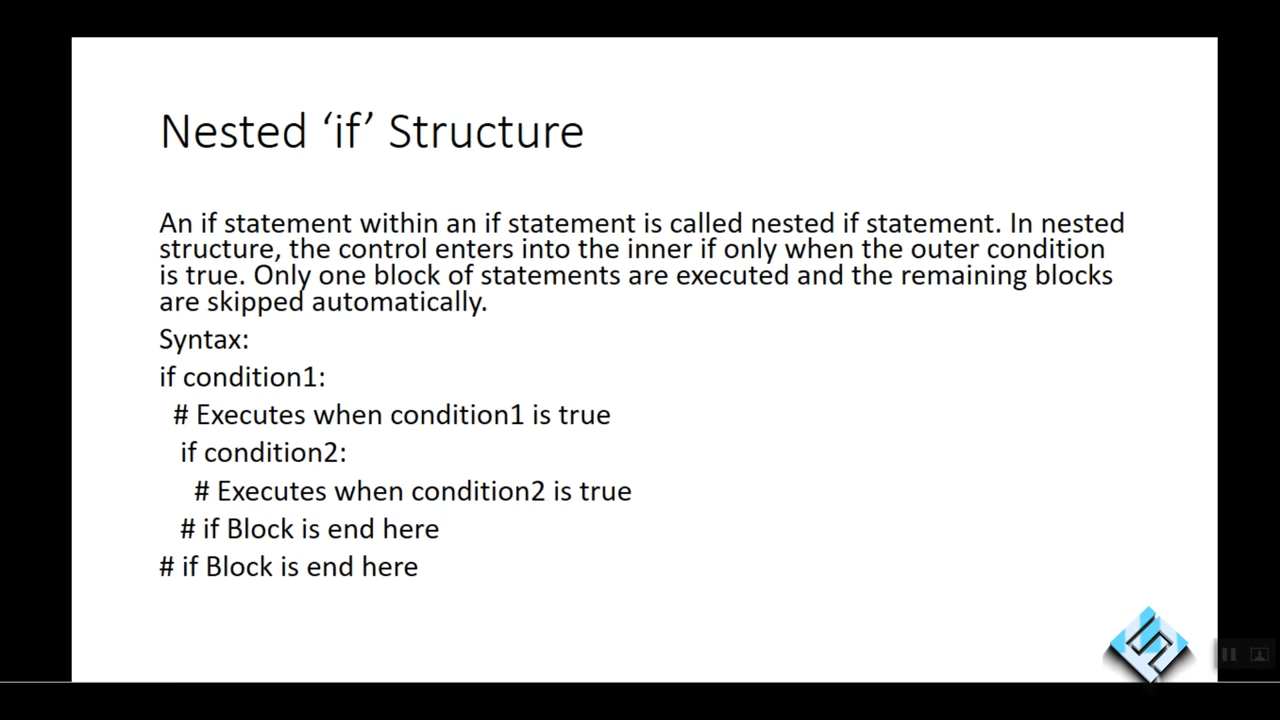 Nested ‘if’ Structure
An if statement within an if statement is called nested if statement. In nested
structure, the control enters into the inner if only when the outer condition
is true. Only one block of statements are executed and the remaining blocks
are skipped automatically.
Syntax:
if condition1:
# Executes when condition1 is true
if condition2:
# Executes when condition2 is true
# if Block is end here
# if Block is end here